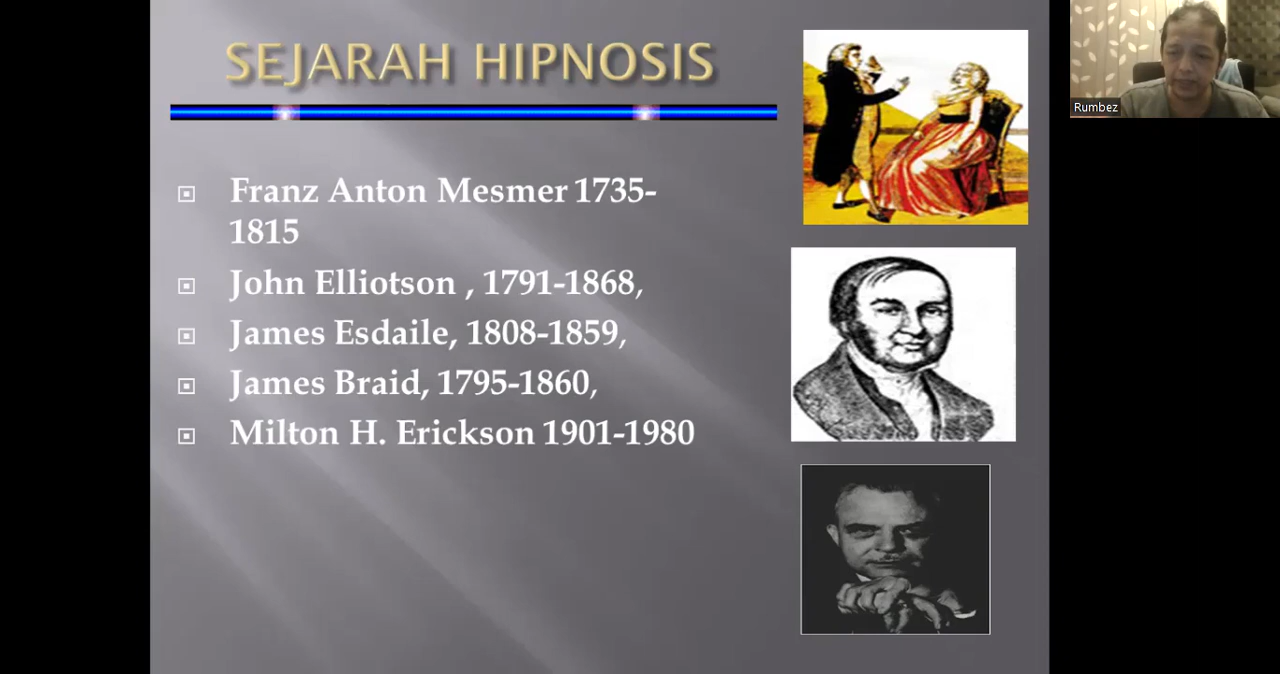 SEJARAH HIPNOSIS
Franz Anton Mesmer 1735-
1815
John Elliotson , 1791-1868,
James Esdaile, 1808-1859,
James Braid, 1795-1860,
Milton H. Erickson 1901-1980
Rumbez